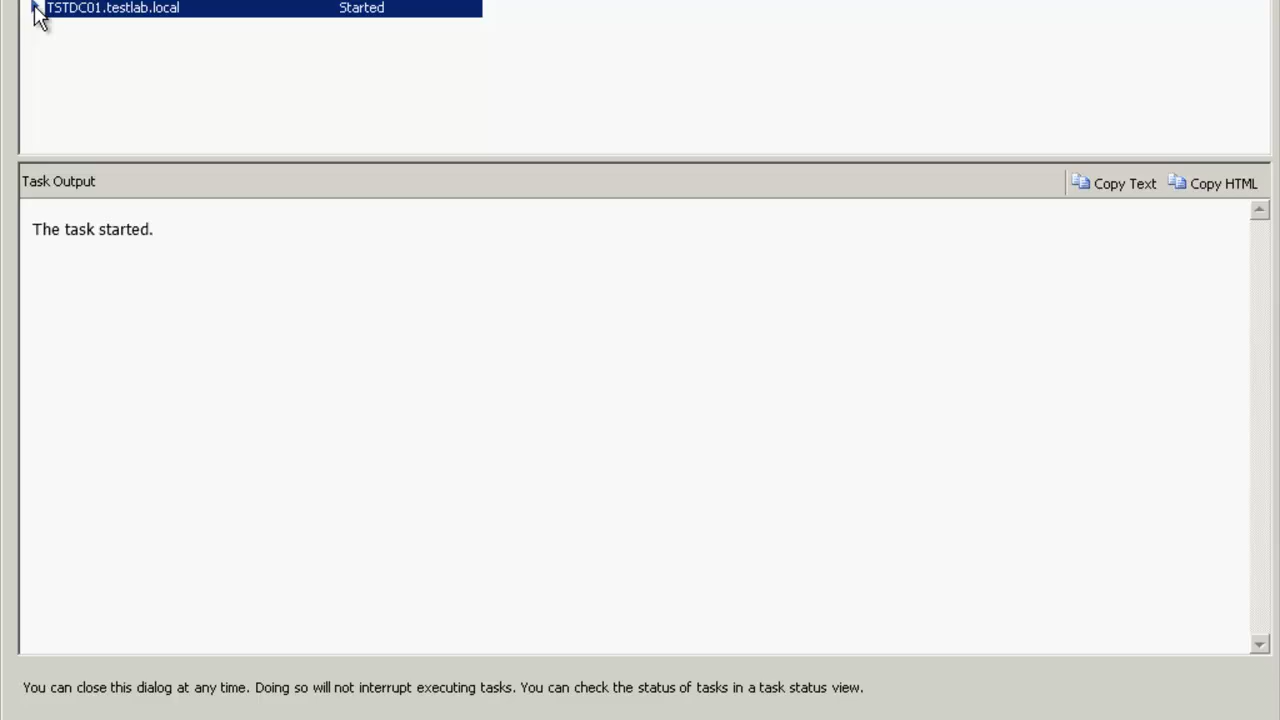 TSTDC01.testlab.local Started
Task Output Copy Text Copy HTML
The task started.
You can close this dialog at any time. Doing so will not interrupt executing tasks. You can check the status of tasks in a task status view.